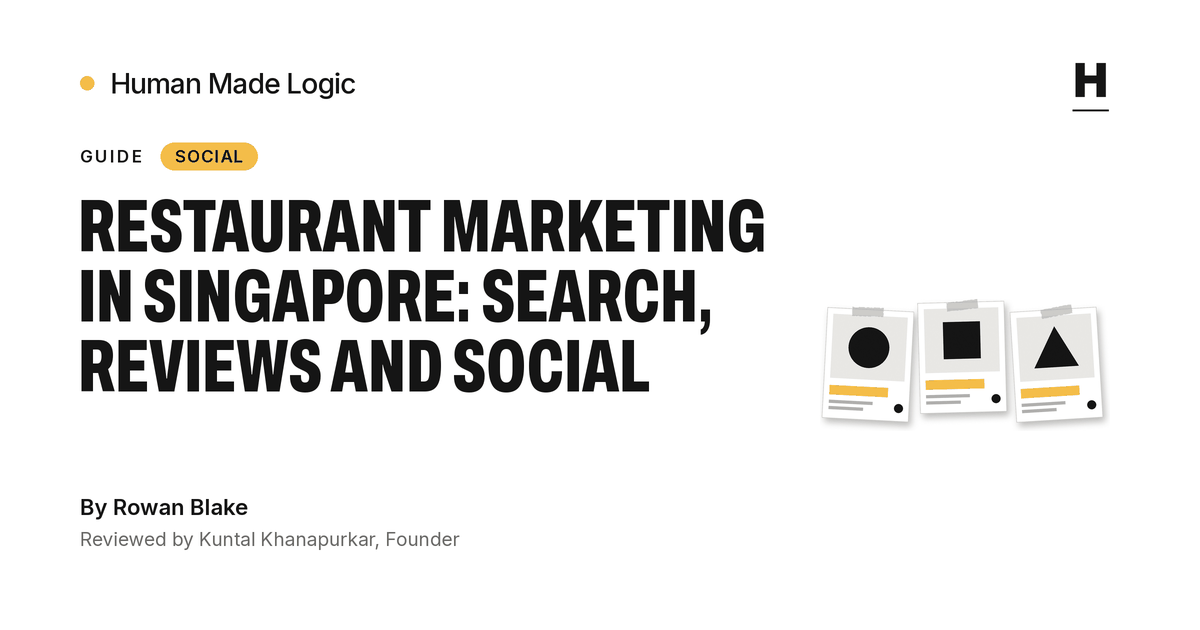 Human Made Logic
H
GUIDE SOCIAL
RESTAURANT MARKETING
IN SINGAPORE: SEARCH,
REVIEWS AND SOCIAL
By Rowan Blake
Reviewed by Kuntal Khanapurkar, Founder